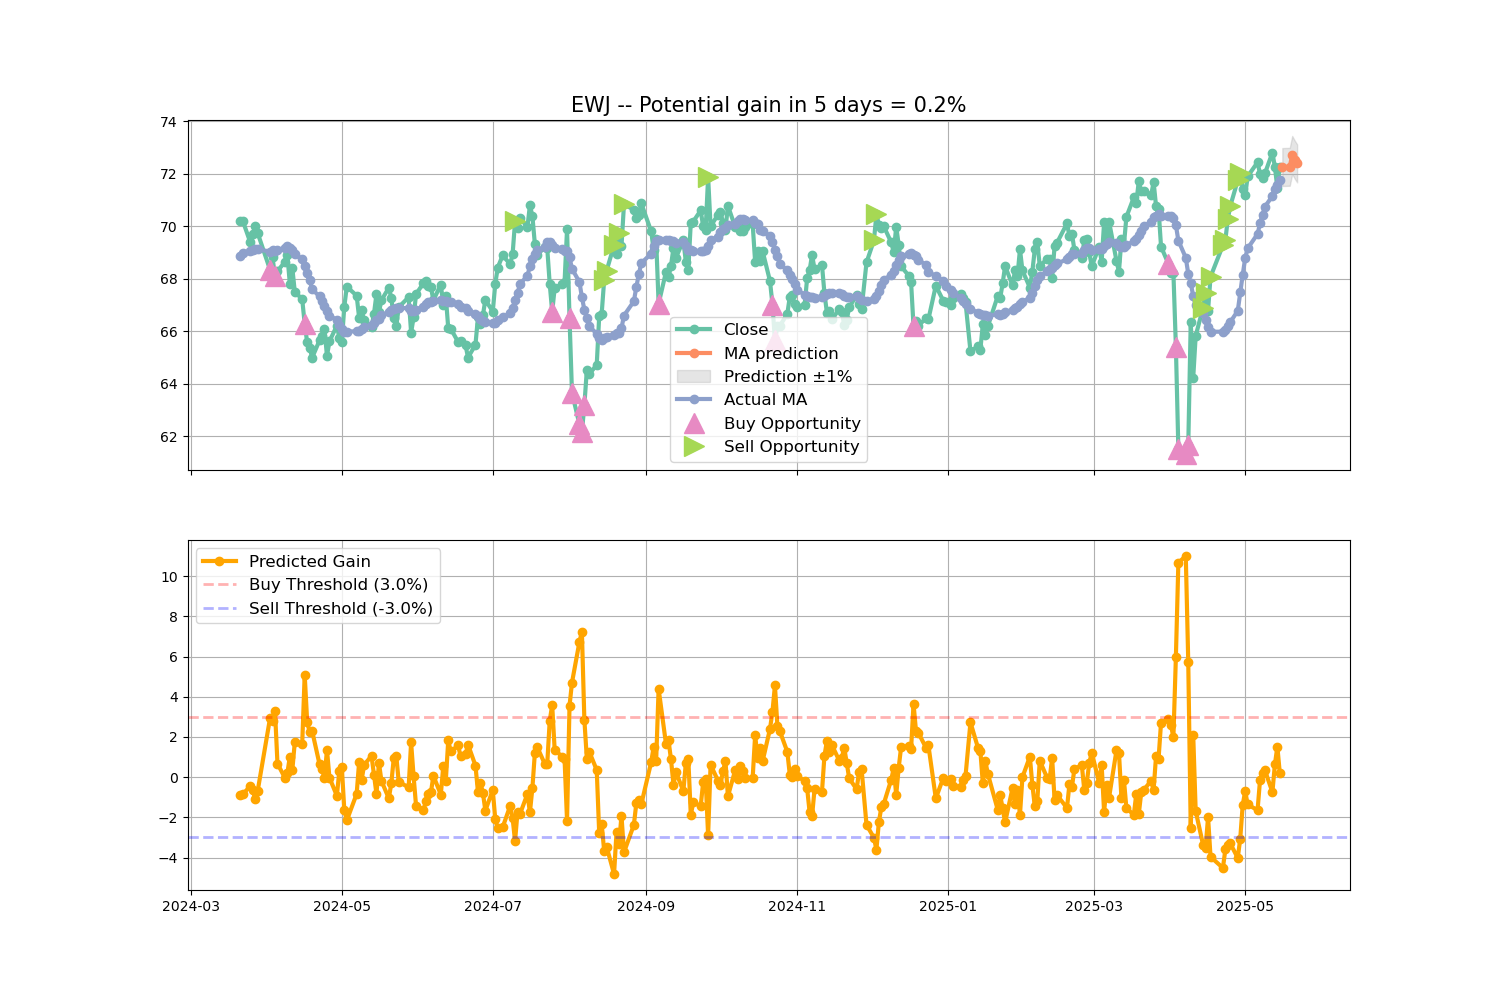 EWJ -- Potential gain in 5 days = 0.2%
74
72
70
68
66
64
62
Close
MA prediction
Prediction ±1%
Actual MA
Buy Opportunity
Sell Opportunity
Predicted Gain
Buy Threshold (3.0%)
Sell Threshold (-3.0%)
10
8
6
4
2
0
−2
−4
2024-03
2024-05
2024-07
2024-09
2024-11
2025-01
2025-03
2025-05